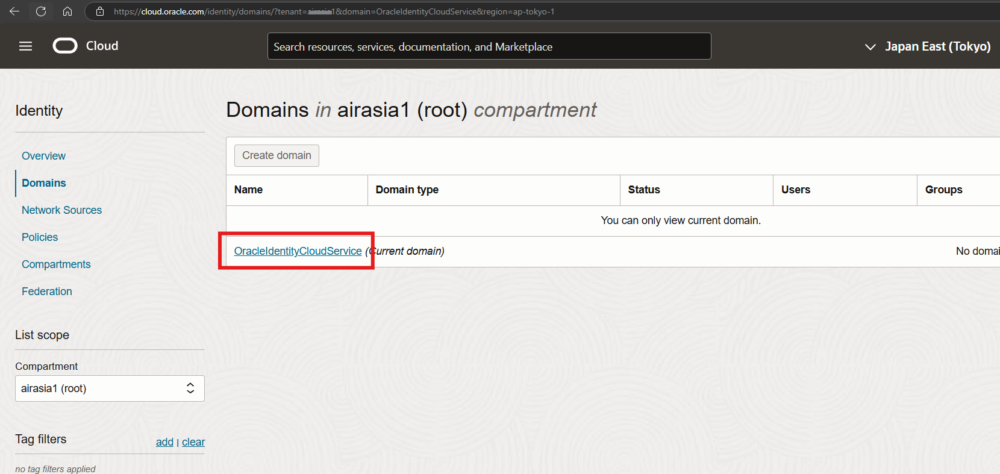 https://cloud.oracle.com/identity/domains/?tenant=1&domain=OracleIdentityCloudService&region=ap-tokyo-1
Cloud
Search resources, services, documentation, and Marketplace
Japan East (Tokyo)
Identity
Overview
Domains
Network Sources
Policies
Compartments
Federation
List scope
Compartment
airasia1 (root)
Tag filters
add | clear
no tag filters applied
Domains in airasia1 (root) compartment
Create domain
Name Domain type Status Users Groups
You can only view current domain.
OracleIdentityCloudService (Current domain) No domai